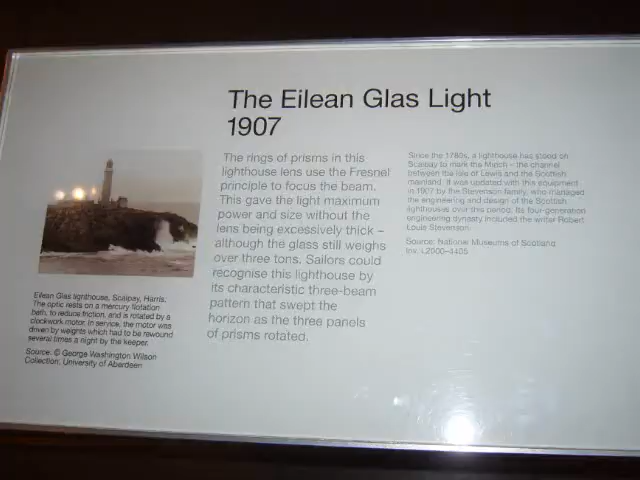 The Eilean Glas Light
1907
The rings of prisms in this
lighthouse lens use the Fresnel
principle to focus the beam.
This gave the light maximum
power and size without the
lens being excessively thick –
although the glass still weighs
over three tons. Sailors could
recognise this lighthouse by
its characteristic three-beam
pattern that swept the
horizon as the three panels
of prisms rotated.
Since the 1780s, a lighthouse has stood on
Scalpay to mark the Minch – the channel
between the Isle of Lewis and the Scottish
mainland. It was updated with this equipment
in 1907 by the Stevenson family, who managed
the engineering and design of the Scottish
lighthouses over this period. Its four-generation
engineering dynasty included the writer Robert
Louis Stevenson.
Source: National Museums of Scotland
Inv. L2000-4405
Eilean Glas lighthouse, Scalpay, Harris.
The optic rests on a mercury flotation
bath, to reduce friction, and is rotated by a
clockwork motor. In service, the motor was
driven by weights which had to be rewound
several times a night by the keeper.
Source: © George Washington Wilson
Collection, University of Aberdeen